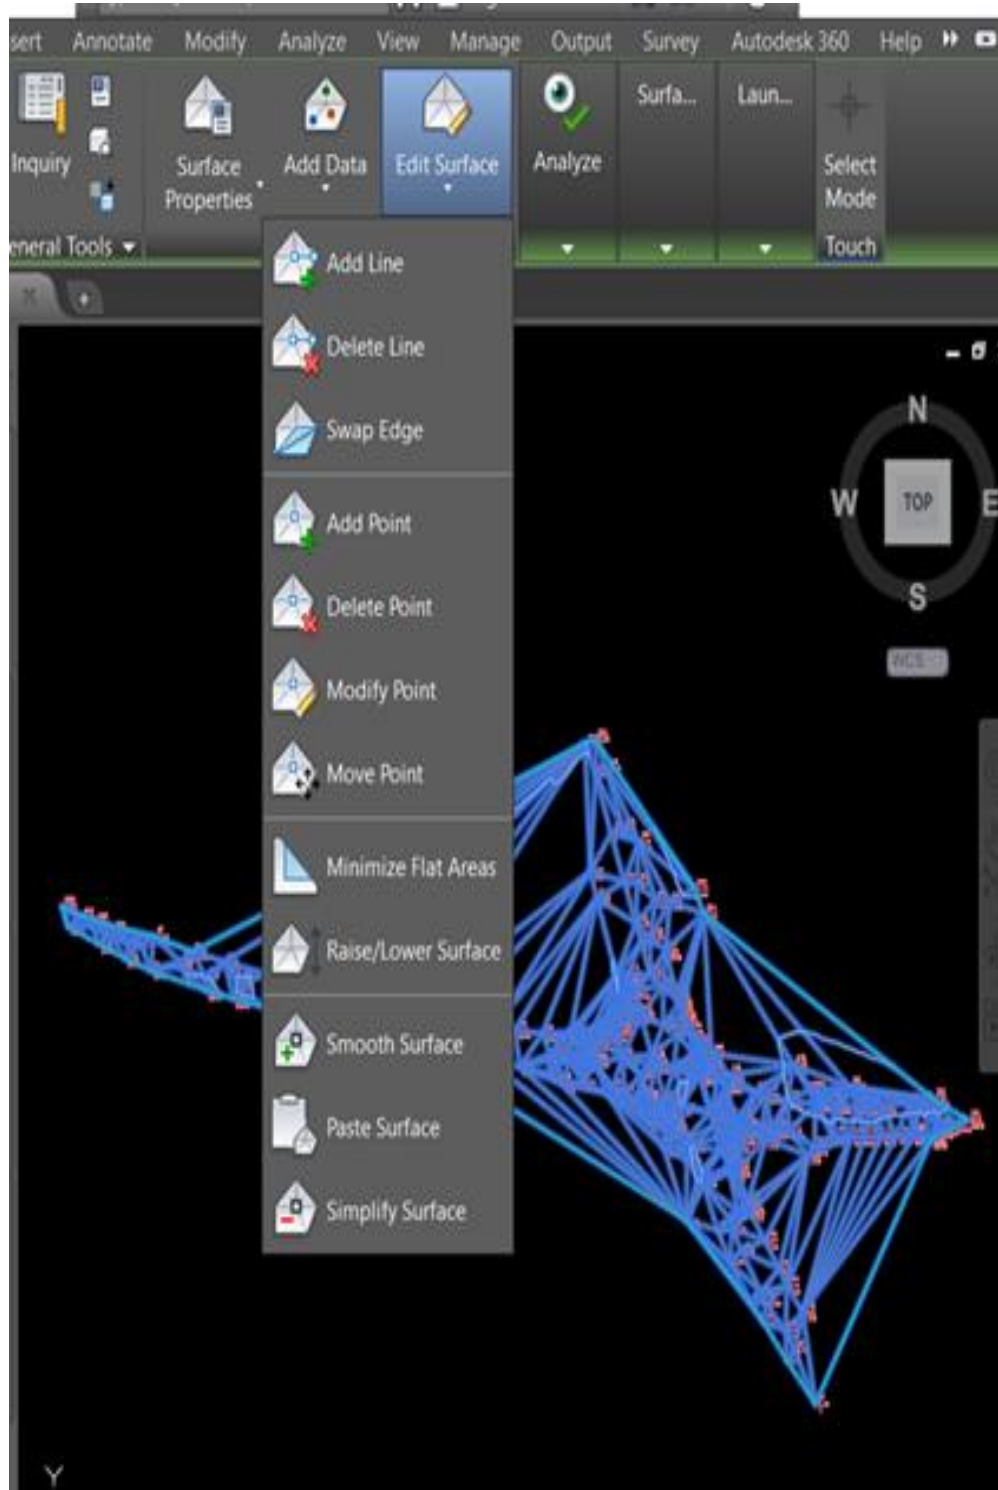 sert Annotate Modify Analyze View Manage Output Survey Autodesk 360 Help
Inquiry
Surface
Properties
Add Data
Edit Surface
Analyze
Surfa...
Laun...
Select
Mode
eneral Tools
Touch
Add Line
Delete Line
Swap Edge
Add Point
Delete Point
Modify Point
Move Point
Minimize Flat Areas
Raise/Lower Surface
Smooth Surface
Paste Surface
Simplify Surface
N
W
TOP
E
S
WCS
Y